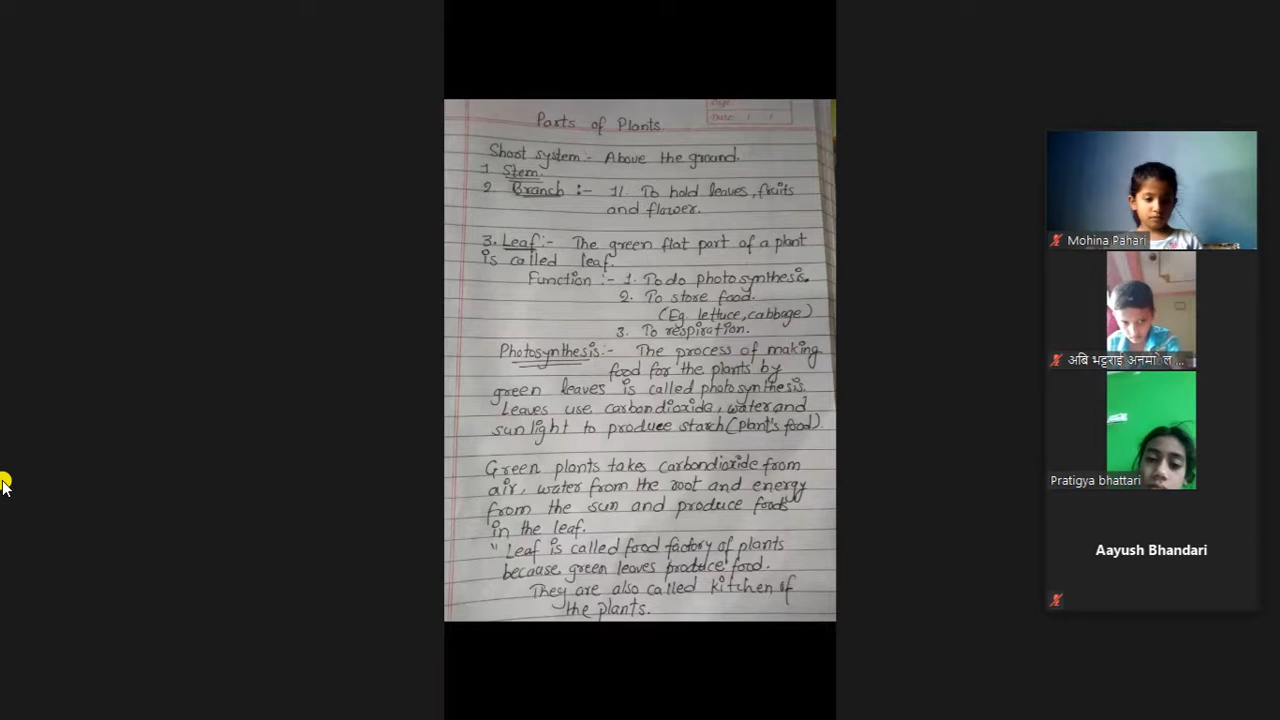 Page:
Date: / /
Parts of Plants.
Shoot system:- Above the ground.
1 Stem.
2. Branch :- 1/. To hold leaves, fruits
and flower.
3. Leaf:- The green flat part of a plant
is called leaf.
Function :- 1. To do photosynthesis.
2. To store food.
(Eg. lettuce, cabbage)
3. To respiration.
Photosynthesis:- The process of making
food for the plants by
green leaves is called photosynthesis.
Leaves use carbondioxide, water and
sunlight to produce starch (plant's food).
Green plants takes carbondioxide from
air, water from the root and energy
from the sun and produce foods
in the leaf.
" Leaf is called food factory of plants
because green leaves produce food.
They are also called kitchen of
the plants.
Mohina Pahari
अबि भट्टराई अनमोल ...
Pratigya bhattari
Aayush Bhandari